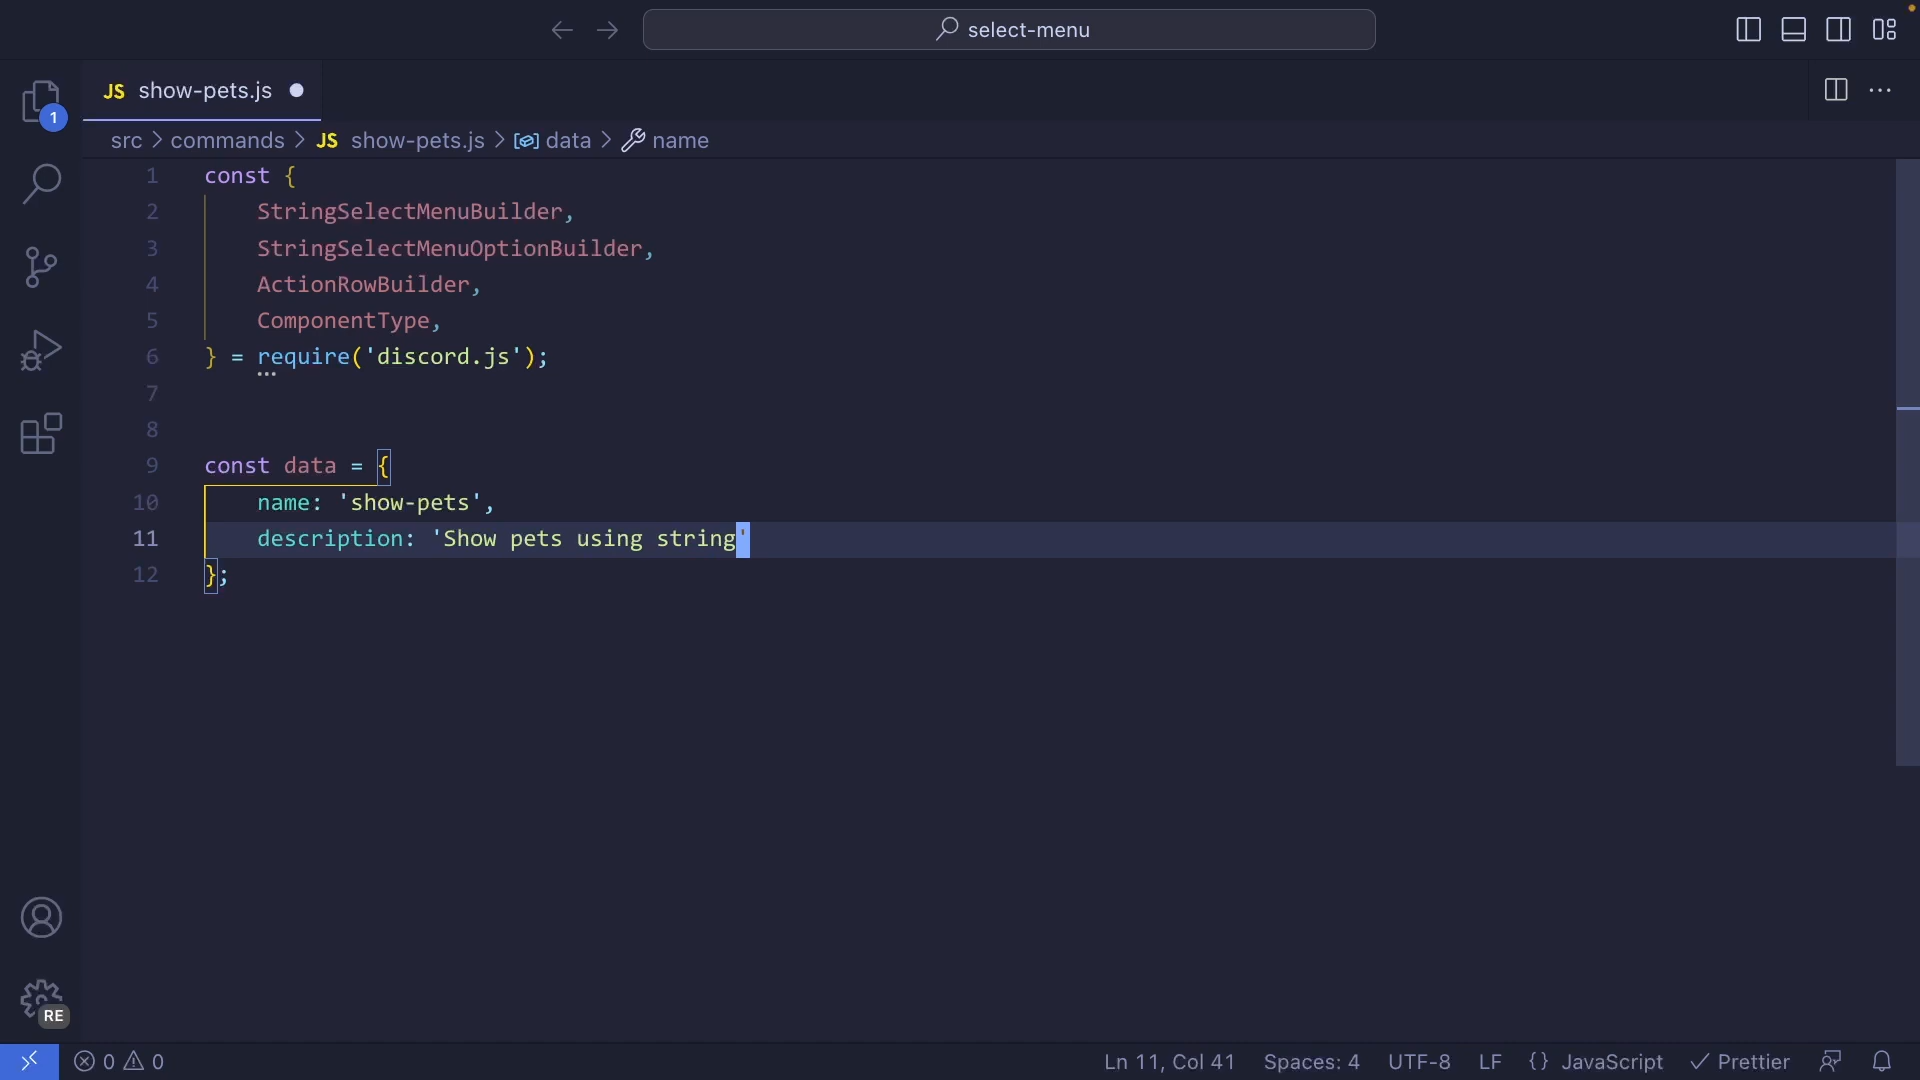 select-menu
JS show-pets.js
1
src > commands > JS show-pets.js > data > name
1 const {
2     StringSelectMenuBuilder,
3     StringSelectMenuOptionBuilder,
4     ActionRowBuilder,
5     ComponentType,
6 } = require('discord.js');
7
8
9 const data = {
10     name: 'show-pets',
11     description: 'Show pets using string'
12 };
RE
0 0
Ln 11, Col 41 Spaces: 4 UTF-8 LF {} JavaScript Prettier